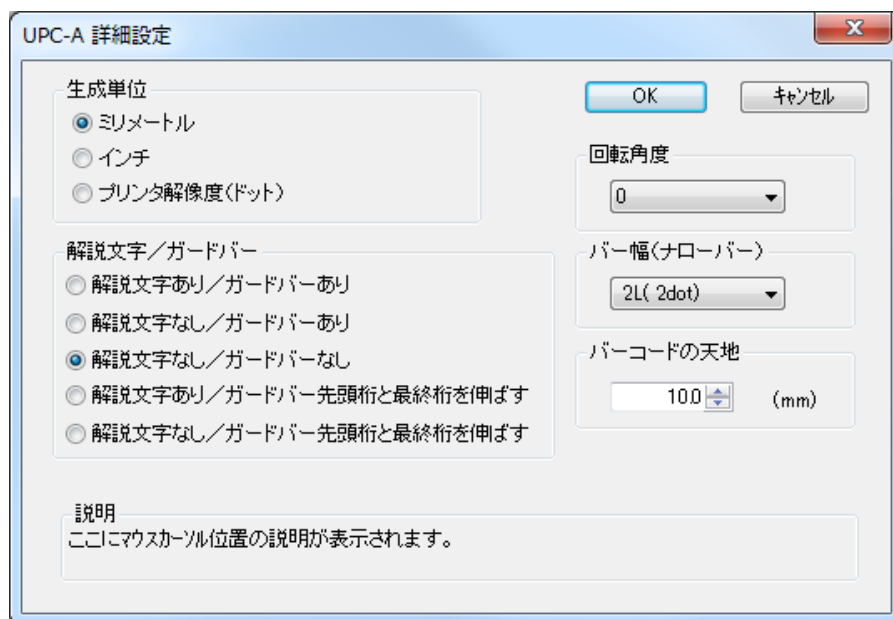 UPC-A 詳細設定
生成単位
ミリメートル
インチ
プリンタ解像度(ドット)
解説文字/ガードバー
解説文字あり/ガードバーあり
解説文字なし/ガードバーあり
解説文字なし/ガードバーなし
解説文字あり/ガードバー先頭桁と最終桁を伸ばす
解説文字なし/ガードバー先頭桁と最終桁を伸ばす
OK
キャンセル
回転角度
0
バー幅(ナローバー)
2L( 2dot)
バーコードの天地
10.0
(mm)
説明
ここにマウスカーソル位置の説明が表示されます。